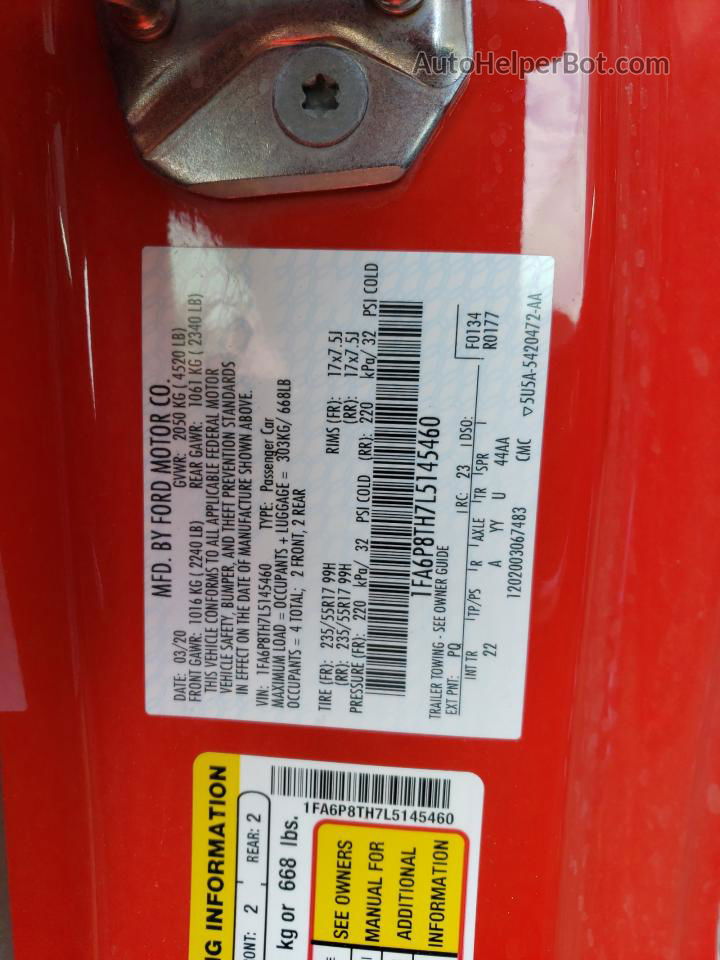 AutoHelperBot.com
MFD. BY FORD MOTOR CO.
DATE: 03/20 GVWR: 2050 KG ( 4520 LB)
FRONT GAWR: 1016 KG ( 2240 LB) REAR GAWR: 1061 KG ( 2340 LB)
THIS VEHICLE CONFORMS TO ALL APPLICABLE FEDERAL MOTOR
VEHICLE SAFETY, BUMPER, AND THEFT PREVENTION STANDARDS
IN EFFECT ON THE DATE OF MANUFACTURE SHOWN ABOVE.
VIN: 1FA6P8TH7L5145460 TYPE: Passenger Car
MAXIMUM LOAD = OCCUPANTS + LUGGAGE = 303KG/ 668LB
OCCUPANTS = 4 TOTAL; 2 FRONT, 2 REAR
TIRE (FR): 235/55R17 99H RIMS (FR): 17x7.5J
(RR): 235/55R17 99H (RR): 17x7.5J
PRESSURE (FR): 220 kPa/ 32 PSI COLD (RR): 220 kPa/ 32 PSI COLD
1FA6P8TH7L5145460
TRAILER TOWING - SEE OWNER GUIDE
EXT PNT: PQ RC: 23 DSO: F0134
R0177
INT TR TP/PS R AXLE TR SPR
22 A YY U 44AA
1202003067483 CMC ▽5U5A-5420472-AA
NG INFORMATION
ONT: 2 REAR: 2
kg or 668 lbs.
1FA6P8TH7L5145460
SEE OWNERS
MANUAL FOR
ADDITIONAL
INFORMATION